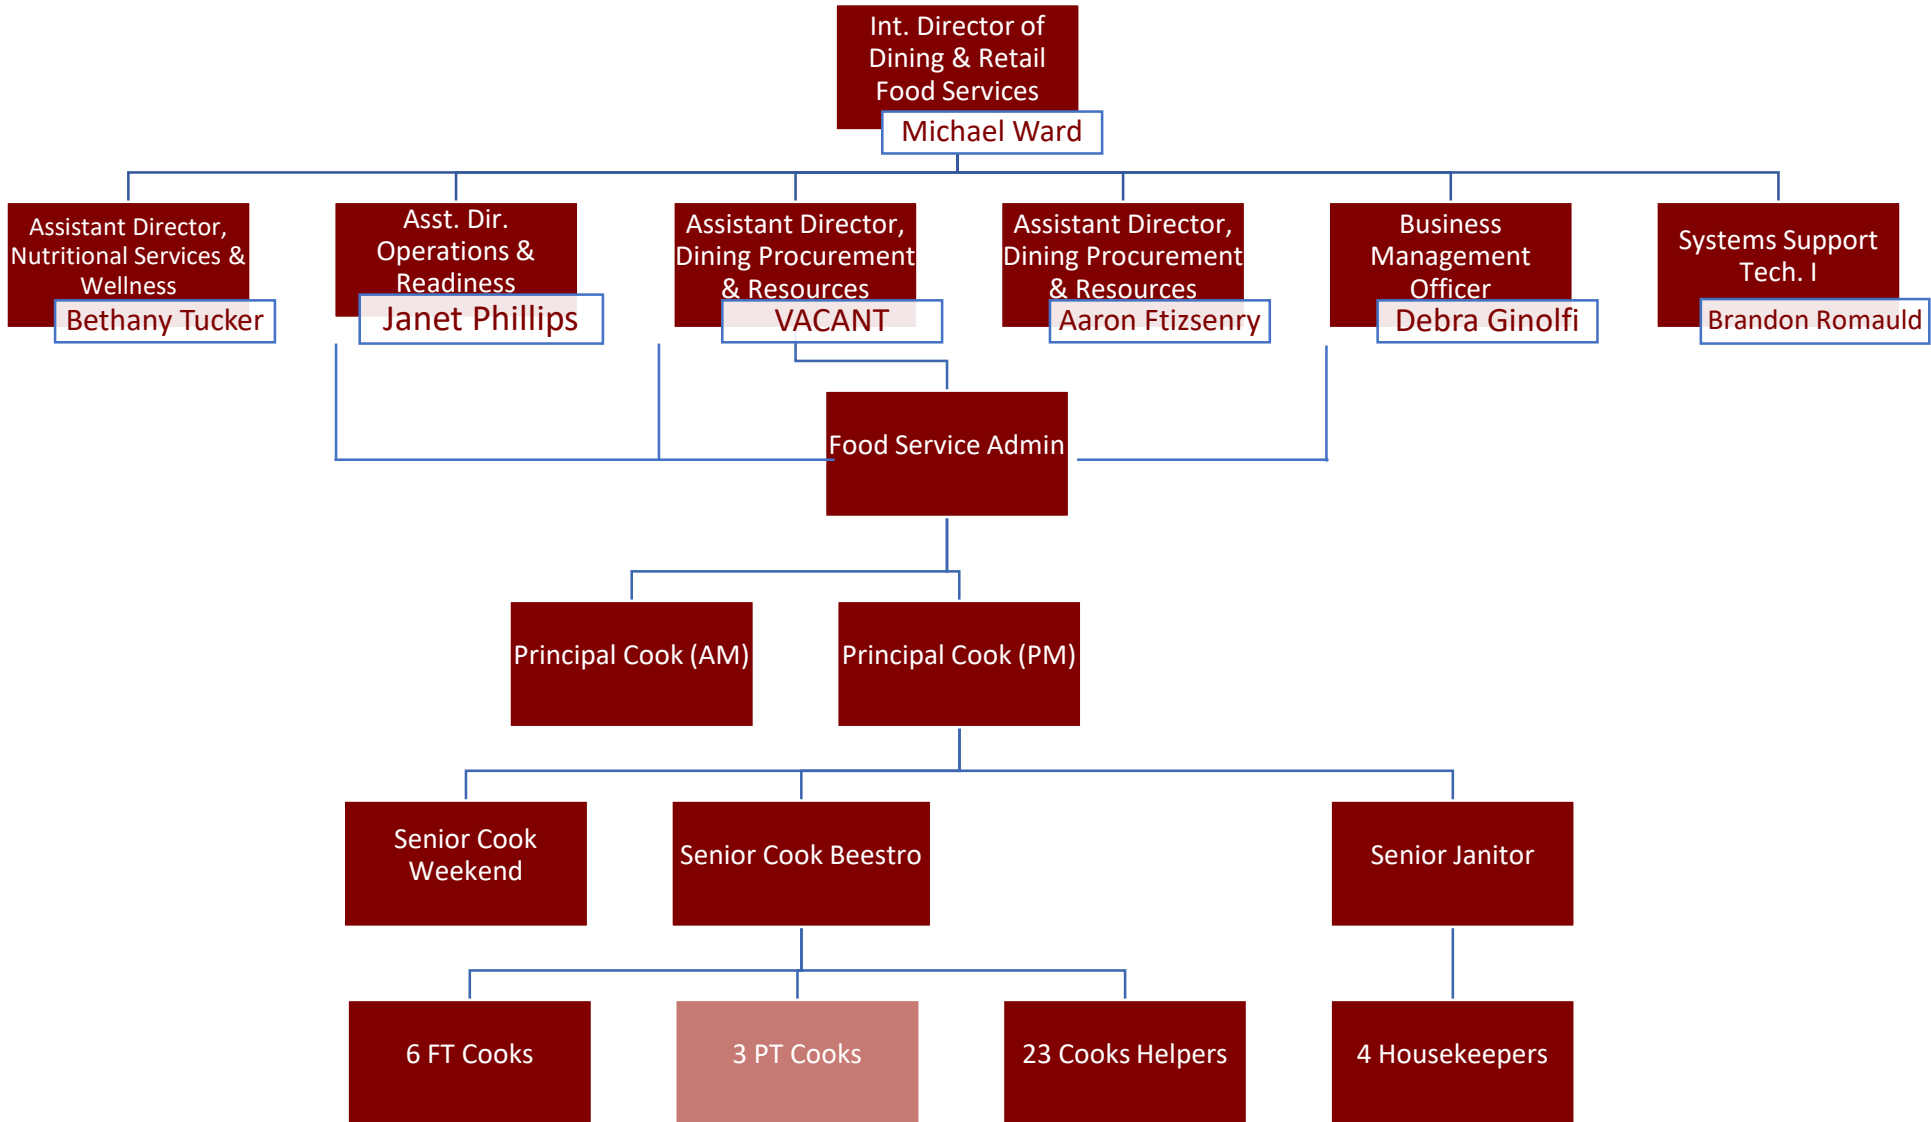 Int. Director of
Dining & Retail
Food Services
Michael Ward
Assistant Director,
Nutritional Services &
Wellness
Bethany Tucker
Asst. Dir.
Operations &
Readiness
Janet Phillips
Assistant Director,
Dining Procurement
& Resources
VACANT
Assistant Director,
Dining Procurement
& Resources
Aaron Ftizsenry
Business
Management
Officer
Debra Ginolfi
Systems Support
Tech. I
Brandon Romauld
Food Service Admin
Principal Cook (AM)
Principal Cook (PM)
Senior Cook
Weekend
Senior Cook Beestro
Senior Janitor
6 FT Cooks
3 PT Cooks
23 Cooks Helpers
4 Housekeepers